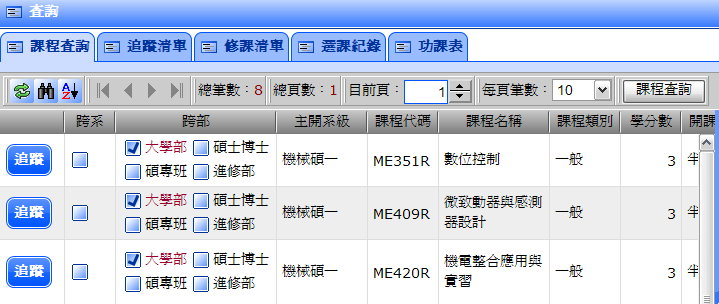 查詢
課程查詢 追蹤清單 修課清單 選課紀錄 功課表
總筆數：8 總頁數：1 目前頁： 1 每頁筆數： 10 課程查詢
跨系 跨部 主開系級 課程代碼 課程名稱 課程類別 學分數 開課
追蹤 大學部 碩士博士 碩專班 進修部 機械碩一 ME351R 數位控制 一般 3 半
追蹤 大學部 碩士博士 碩專班 進修部 機械碩一 ME409R 微致動器與感測器設計 一般 3 半
追蹤 大學部 碩士博士 碩專班 進修部 機械碩一 ME420R 機電整合應用與實習 一般 3 半